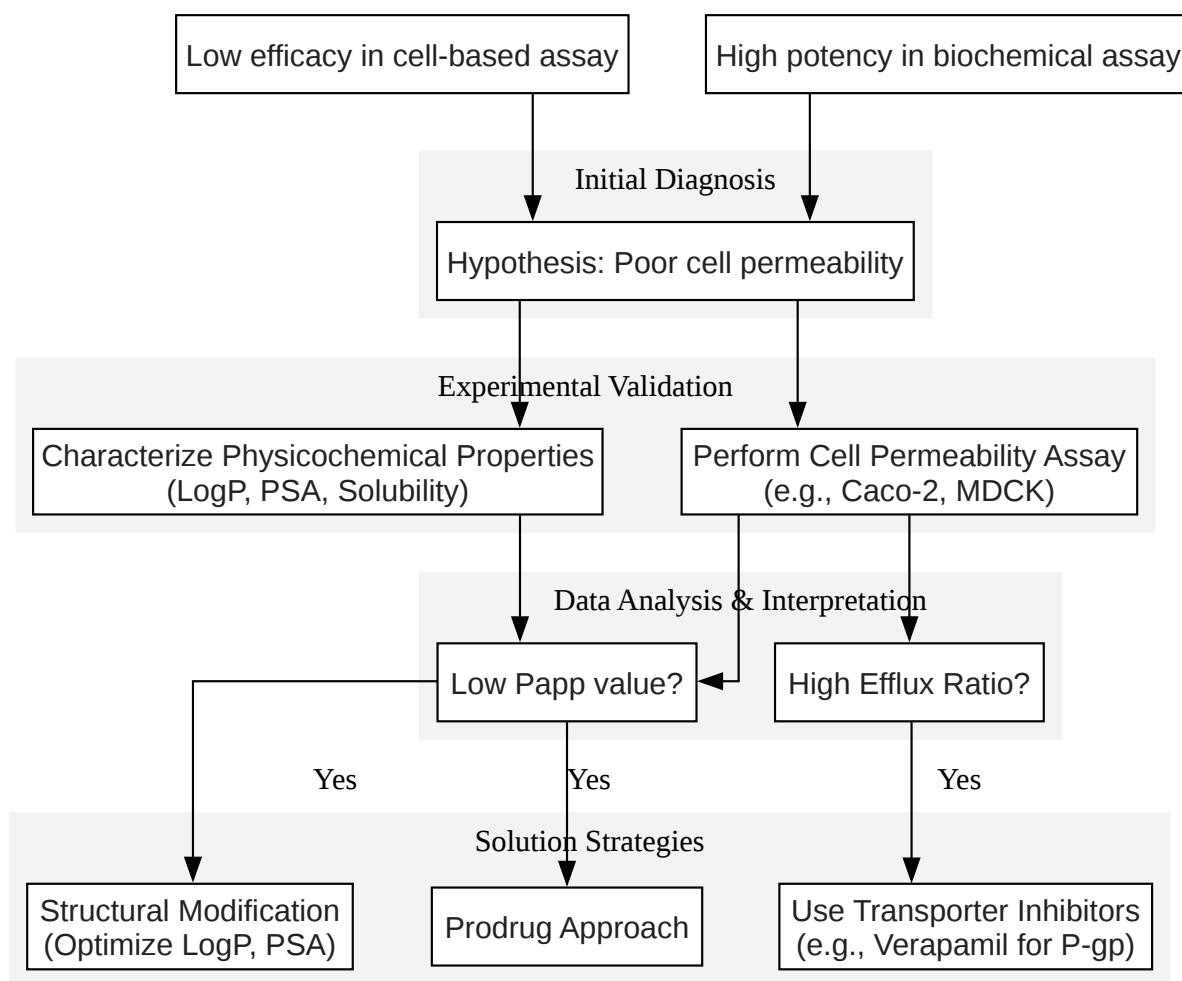 Low efficacy in cell-based assay
High potency in biochemical assay
Initial Diagnosis
Hypothesis: Poor cell permeability
Experimental Validation
Characterize Physicochemical Properties
(LogP, PSA, Solubility)
Perform Cell Permeability Assay
(e.g., Caco-2, MDCK)
Data Analysis & Interpretation
Low Papp value?
High Efflux Ratio?
Yes
Yes
Yes
Solution Strategies
Structural Modification
(Optimize LogP, PSA)
Prodrug Approach
Use Transporter Inhibitors
(e.g., Verapamil for P-gp)